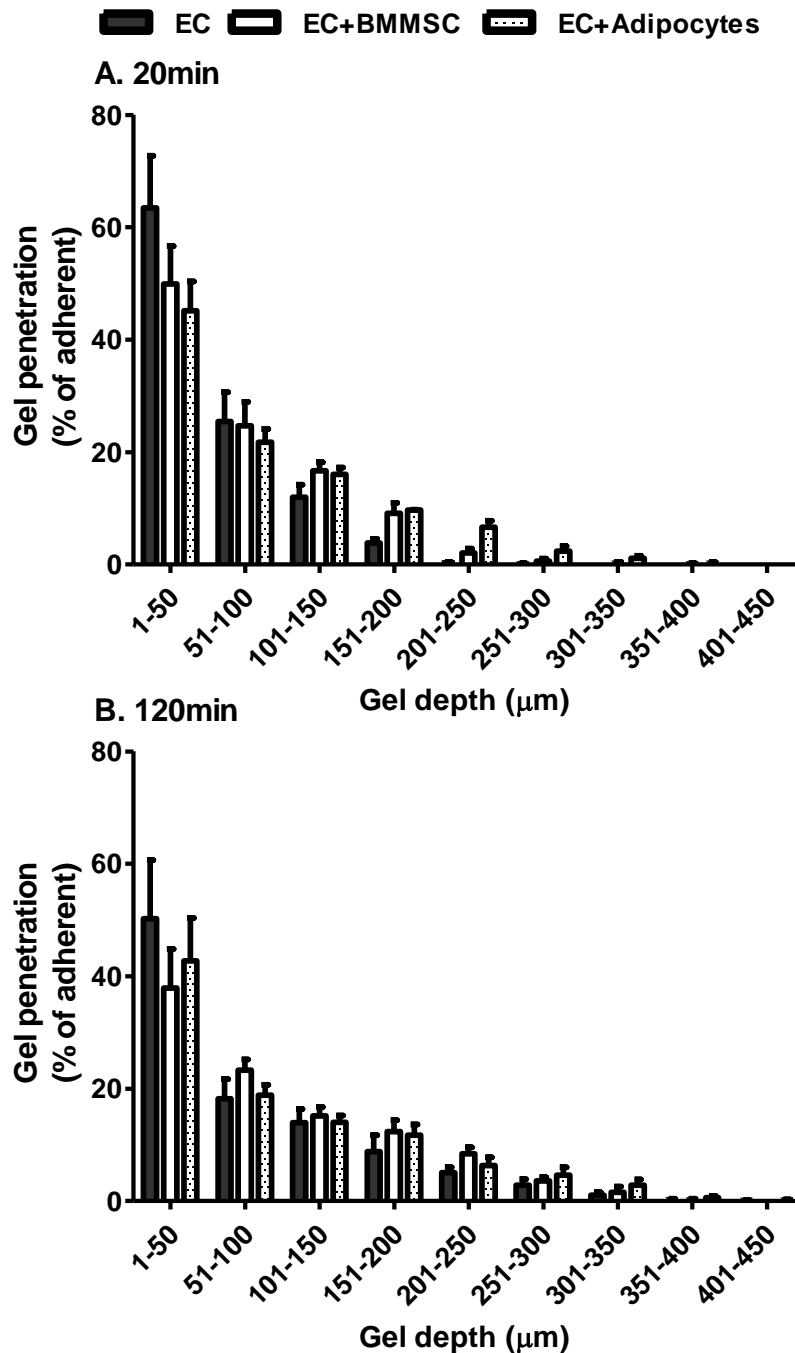 EC EC+BMMSC EC+Adipocytes
A. 20min
Gel penetration
(% of adherent)
80
60
40
20
0
1-50 51-100 101-150 151-200 201-250 251-300 301-350 351-400 401-450
Gel depth (μm)
B. 120min
Gel penetration
(% of adherent)
80
60
40
20
0
1-50 51-100 101-150 151-200 201-250 251-300 301-350 351-400 401-450
Gel depth (μm)